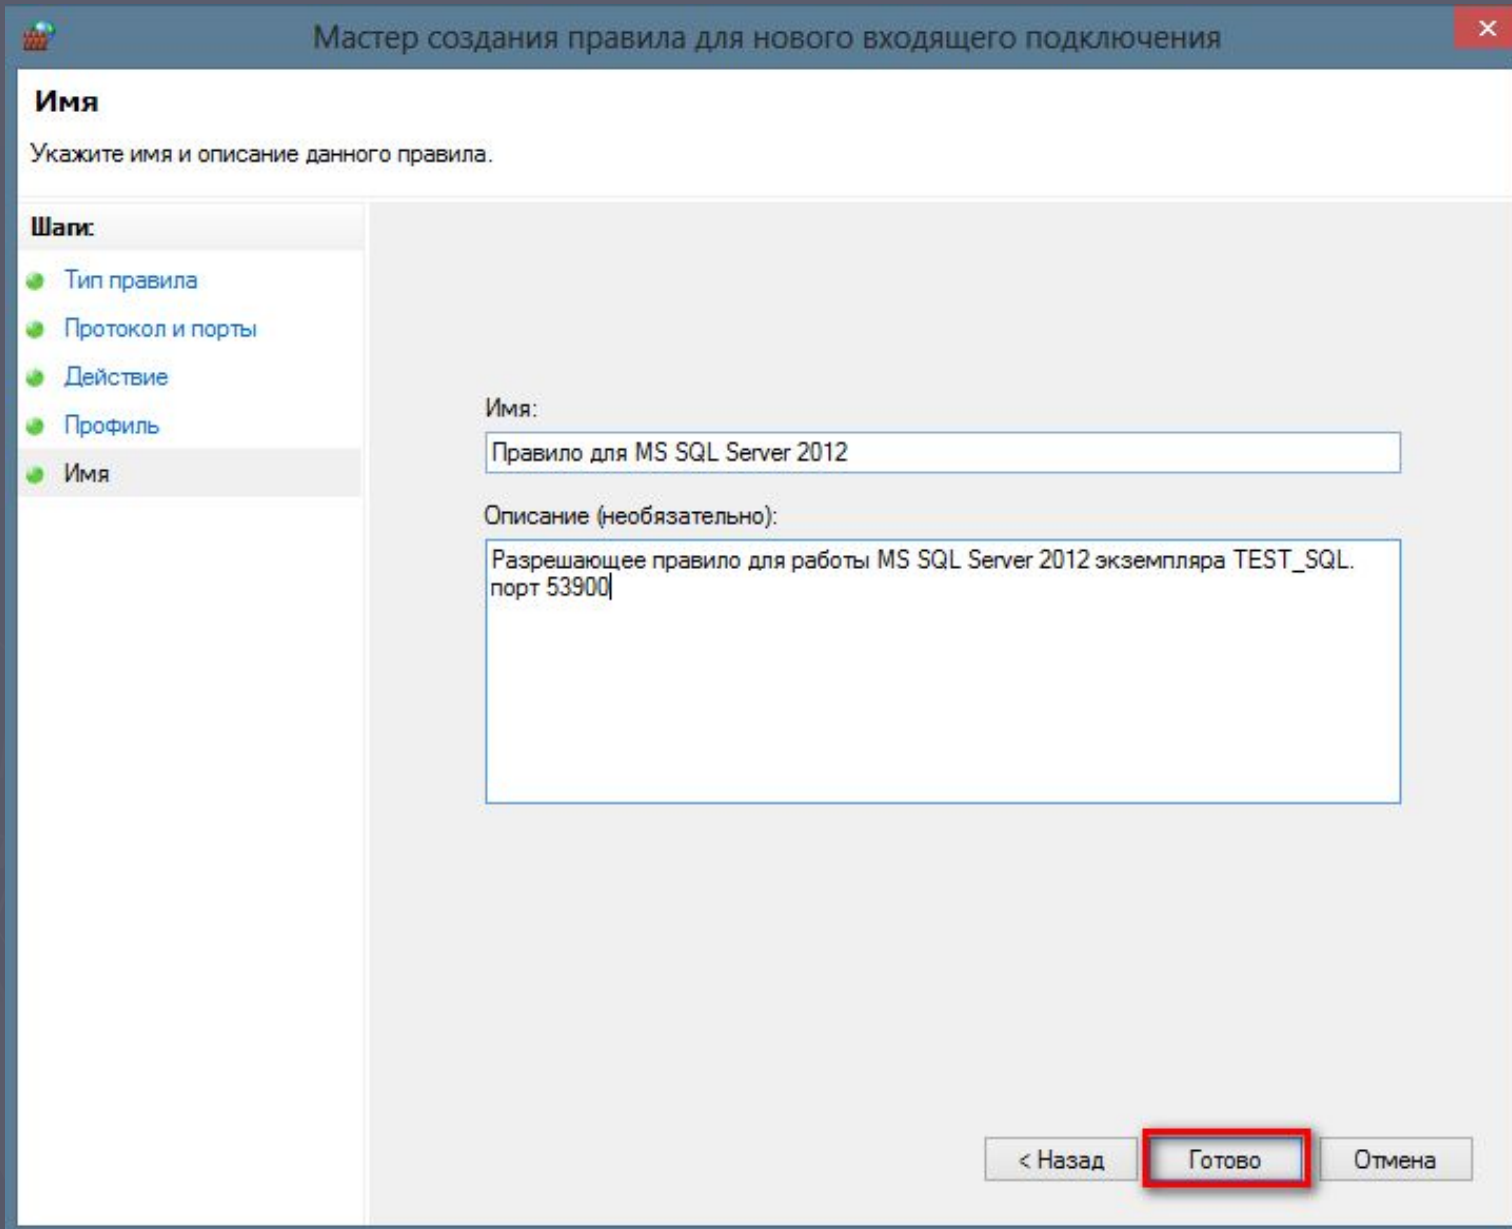 Мастер создания правила для нового входящего подключения
Имя
Укажите имя и описание данного правила.
Шаги:
Тип правила
Протокол и порты
Действие
Профиль
Имя
Имя:
Правило для MS SQL Server 2012
Описание (необязательно):
Разрешающее правило для работы MS SQL Server 2012 экземпляра TEST_SQL.
порт 53900
< Назад
Готово
Отмена